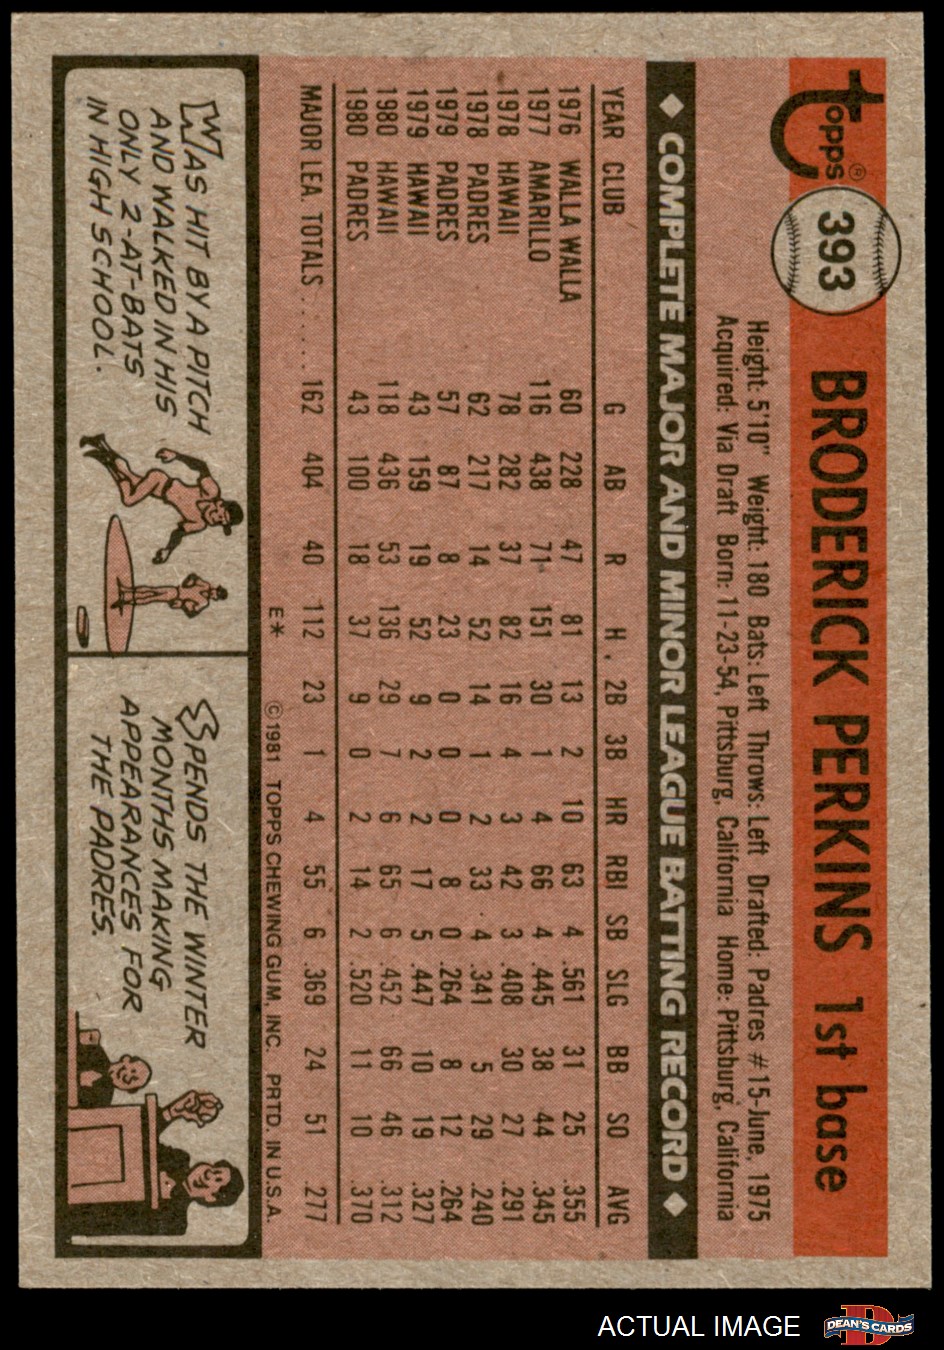 topps®
393
BRODERICK PERKINS 1st base
Height: 5'10" Weight: 180 Bats: Left Throws: Left Drafted: Padres #15-June, 1975
Acquired: Via Draft Born: 11-23-54, Pittsburg, California Home: Pittsburg, California
◆ COMPLETE MAJOR AND MINOR LEAGUE BATTING RECORD ◆
YEAR CLUB G AB R H. 2B 3B HR RBI SB SLG BB SO AVG
1976 WALLA WALLA 60 228 47 81 13 2 10 63 4 .561 31 25 .355
1977 AMARILLO 116 438 71 151 30 1 4 66 4 .445 38 44 .345
1978 HAWAII 78 282 37 82 16 4 3 42 3 .408 30 27 .291
1978 PADRES 62 217 14 52 14 1 2 33 4 .341 5 29 .240
1979 PADRES 57 87 8 23 0 0 0 8 0 .264 8 12 .264
1979 HAWAII 43 159 19 52 9 2 2 17 5 .447 10 19 .327
1980 HAWAII 118 436 53 136 29 7 6 65 6 .452 66 46 .312
1980 PADRES 43 100 18 37 9 0 2 14 2 .520 11 10 .370
MAJOR LEA. TOTALS ..... 162 404 40 112 23 1 4 55 6 .369 24 51 .277
E* ©1981 TOPPS CHEWING GUM, INC. PRTD. IN U.S.A.
WAS HIT BY A PITCH
AND WALKED IN HIS
ONLY 2-AT-BATS
IN HIGH SCHOOL.
SPENDS THE WINTER
MONTHS MAKING
APPEARANCES FOR
THE PADRES.
ACTUAL IMAGE
D
DEAN'S CARDS